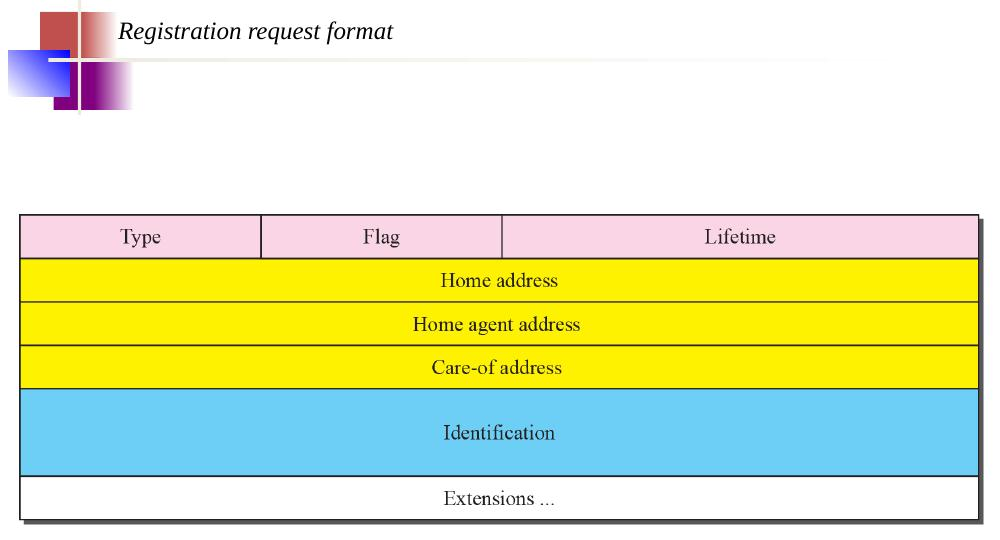 Registration request format
Type Flag Lifetime
Home address
Home agent address
Care-of address
Identification
Extensions ...